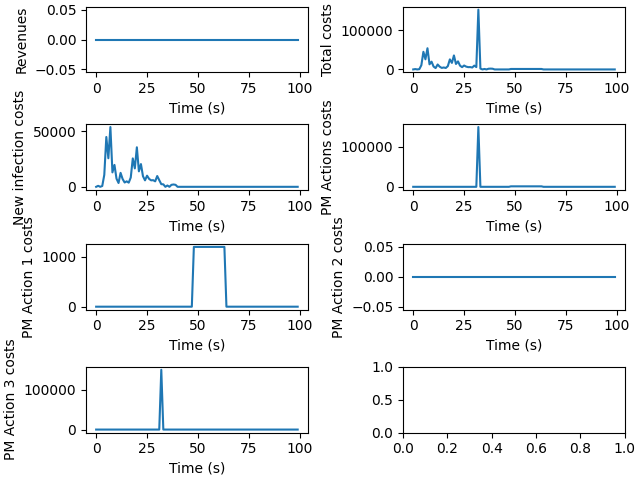 Revenues
0.05
0.00
−0.05
0 25 50 75 100
Time (s)
Total costs
100000
0
0 25 50 75 100
Time (s)
New infection costs
50000
0
0 25 50 75 100
Time (s)
PM Actions costs
100000
0
0 25 50 75 100
Time (s)
PM Action 1 costs
1000
0
0 25 50 75 100
Time (s)
PM Action 2 costs
0.05
0.00
−0.05
0 25 50 75 100
Time (s)
PM Action 3 costs
100000
0
0 25 50 75 100
Time (s)
1.0
0.5
0.0
0.0 0.2 0.4 0.6 0.8 1.0